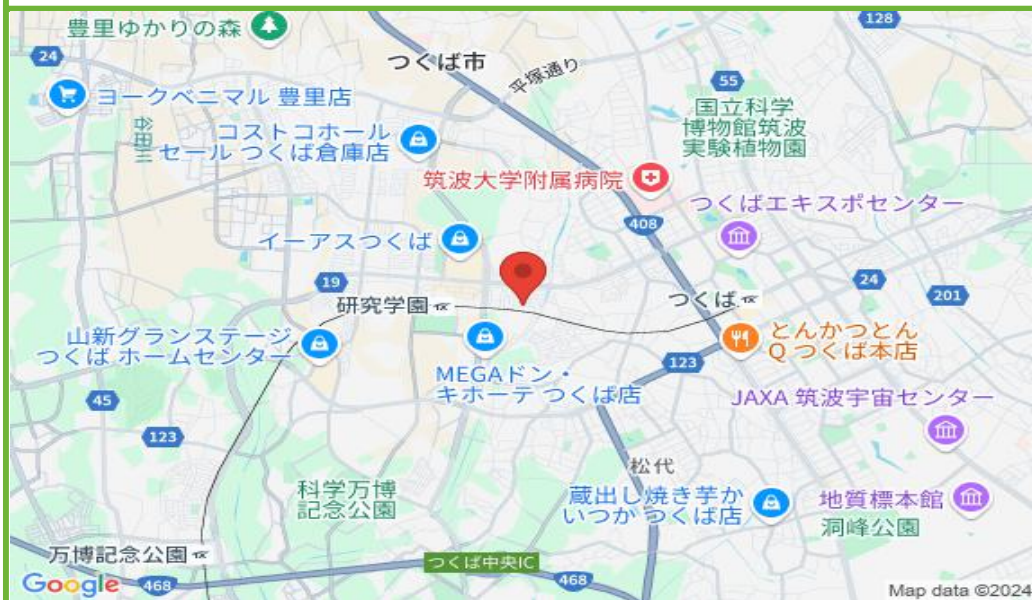 豊里ゆかりの森
128
24
つくば市
平塚通り
55
ヨークベニマル 豊里店
国立科学
博物館筑波
実験植物園
谷田川
コストコホール
セール つくば倉庫店
筑波大学附属病院
つくばエキスポセンター
408
イーアスつくば
19
24
201
研究学園
つくば
山新グランステージ
つくば ホームセンター
とんかつとん
Q つくば本店
MEGAドン・
キホーテ つくば店
123
45
JAXA 筑波宇宙センター
123
松代
科学万博
記念公園
蔵出し焼き芋か
いつか つくば店
地質標本館
洞峰公園
万博記念公園
つくば中央IC
Google
468
468
Map data ©2024